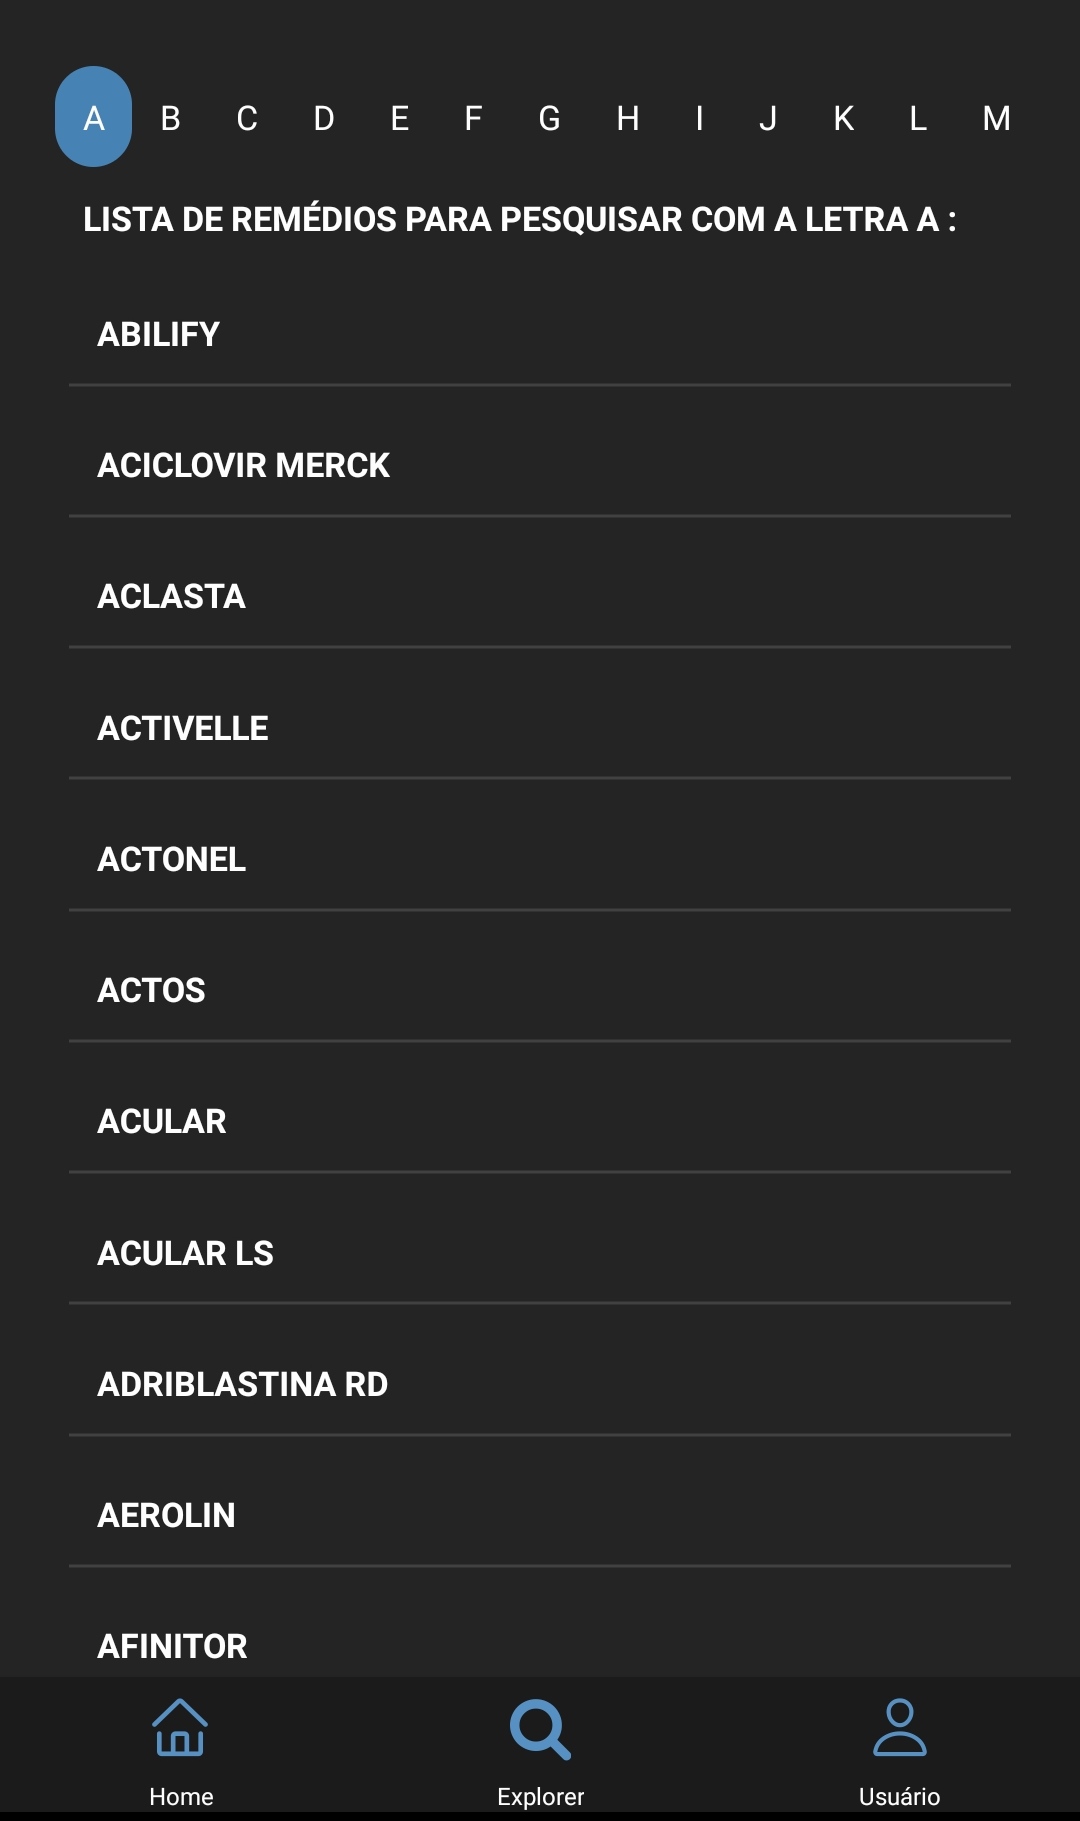 A B C D E F G H I J K L M
LISTA DE REMÉDIOS PARA PESQUISAR COM A LETRA A :
ABILIFY
ACICLOVIR MERCK
ACLASTA
ACTIVELLE
ACTONEL
ACTOS
ACULAR
ACULAR LS
ADRIBLASTINA RD
AEROLIN
AFINITOR
Home Explorer Usuário